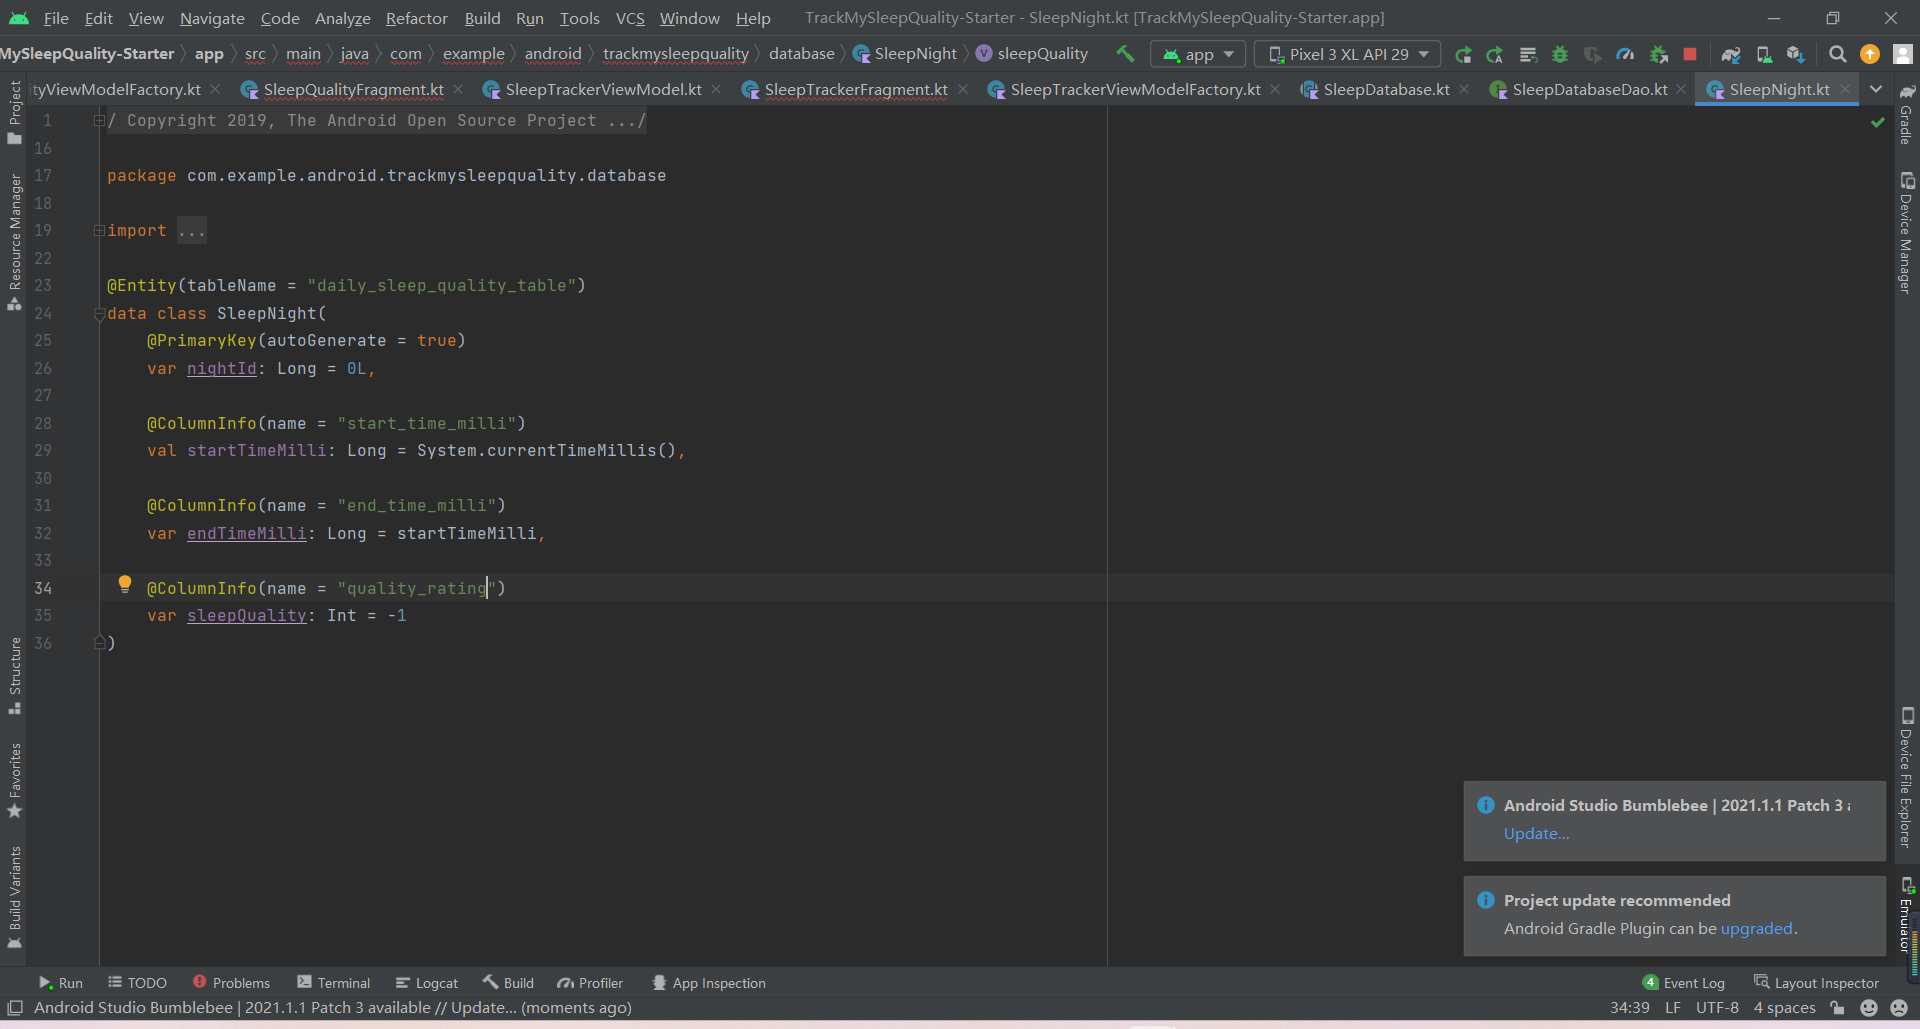 File Edit View Navigate Code Analyze Refactor Build Run Tools VCS Window Help TrackMySleepQuality-Starter - SleepNight.kt [TrackMySleepQuality-Starter.app]
MySleepQuality-Starter app src main java com example android trackmysleepquality database SleepNight sleepQuality app Pixel 3 XL API 29
ityViewModelFactory.kt SleepQualityFragment.kt SleepTrackerViewModel.kt SleepTrackerFragment.kt SleepTrackerViewModelFactory.kt SleepDatabase.kt SleepDatabaseDao.kt SleepNight.kt
Project
Resource Manager
Structure
Favorites
Build Variants
1 / Copyright 2019, The Android Open Source Project .../
16
17 package com.example.android.trackmysleepquality.database
18
19 import ...
22
23 @Entity(tableName = "daily_sleep_quality_table")
24 data class SleepNight(
25 @PrimaryKey(autoGenerate = true)
26 var nightId: Long = 0L,
27
28 @ColumnInfo(name = "start_time_milli")
29 val startTimeMilli: Long = System.currentTimeMillis(),
30
31 @ColumnInfo(name = "end_time_milli")
32 var endTimeMilli: Long = startTimeMilli,
33
34 @ColumnInfo(name = "quality_rating")
35 var sleepQuality: Int = -1
36 )
Gradle
Device Manager
Device File Explorer
Emulator
Android Studio Bumblebee | 2021.1.1 Patch 3 a
Update...
Project update recommended
Android Gradle Plugin can be upgraded.
Run TODO Problems Terminal Logcat Build Profiler App Inspection 4 Event Log Layout Inspector
Android Studio Bumblebee | 2021.1.1 Patch 3 available // Update... (moments ago) 34:39 LF UTF-8 4 spaces